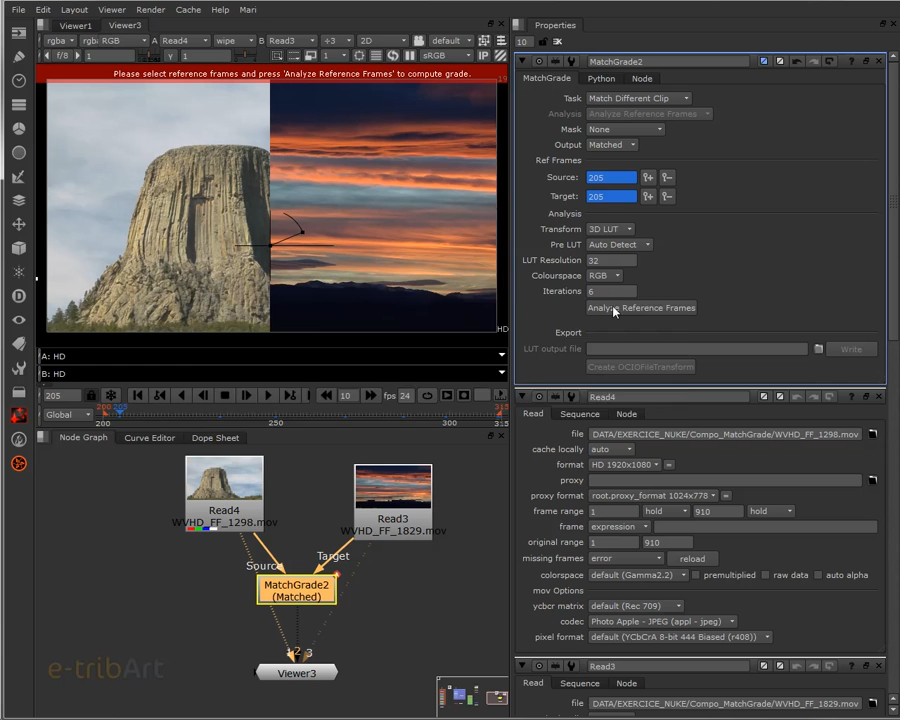 File Edit Layout Viewer Render Cache Help Mari
Viewer1 Viewer3
rgba rgb RGB A Read4 wipe B Read3 ÷3 2D default
f/8 1 Y 1 1 sRGB
Please select reference frames and press 'Analyze Reference Frames' to compute grade.
HD
A: HD
B: HD
205 10 fps 24
Global 200 205 200 250 300 315
Node Graph Curve Editor Dope Sheet
Read4
WVHD_FF_1298.mov
Read3
WVHD_FF_1829.mov
Source
Target
MatchGrade2
(Matched)
1 2 3
Viewer3
e-tribArt
Properties
10
MatchGrade2
MatchGrade Python Node
Task Match Different Clip
Analysis Analyze Reference Frames
Mask None
Output Matched
Ref Frames
Source: 205
Target: 205
Analysis
Transform 3D LUT
Pre LUT Auto Detect
LUT Resolution 32
Colourspace RGB
Iterations 6
Analyze Reference Frames
Export
LUT output file Write
Create OCIOFileTransform
Read4
Read Sequence Node
file DATA/EXERCICE_NUKE/Compo_MatchGrade/WVHD_FF_1298.mov
cache locally auto
format HD 1920x1080 =
proxy
proxy format root.proxy_format 1024x778 =
frame range 1 hold 910 hold
frame expression
original range 1 910
missing frames error reload
colorspace default (Gamma2.2) premultiplied raw data auto alpha
mov Options
ycbcr matrix default (Rec 709)
codec Photo Apple - JPEG (appl - jpeg)
pixel format default (YCbCrA 8-bit 444 Biased (r408))
Read3
Read Sequence Node
file DATA/EXERCICE_NUKE/Compo_MatchGrade/WVHD_FF_1829.mov